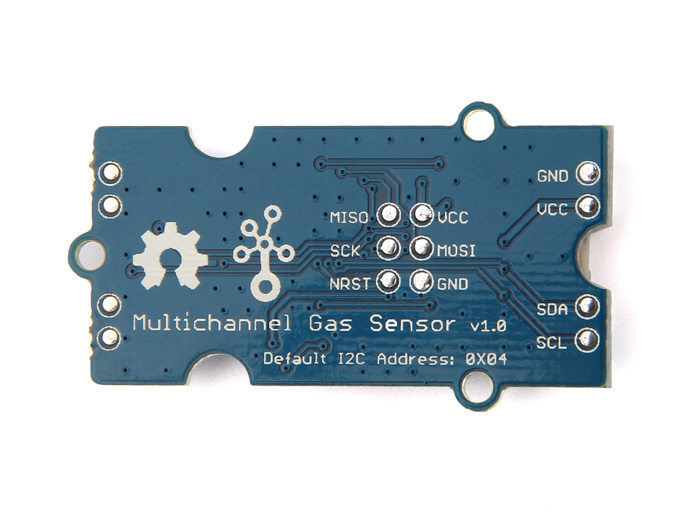 GND
VCC
MISO VCC
SCK MOSI
NRST GND
SDA
SCL
Multichannel Gas Sensor v1.0
Default I2C Address: 0X04